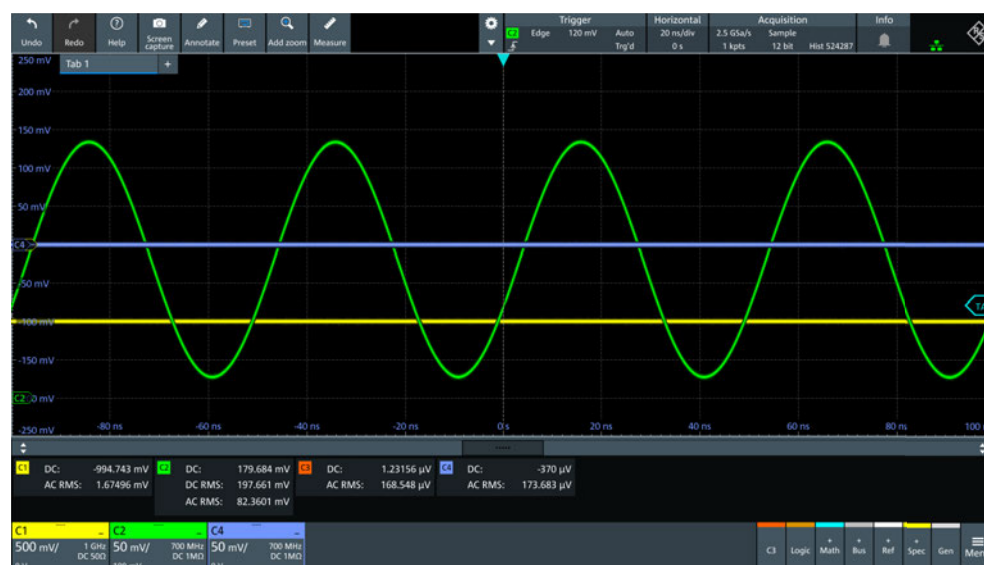 Undo Redo Help Screen capture Annotate Preset Add zoom Measure
Trigger Horizontal Acquisition Info
C2 Edge 120 mV Auto 20 ns/div 2.5 GSa/s Sample
Trg'd 0 s 1 kpts 12 bit Hist 524287
Tab 1 +
250 mV
200 mV
150 mV
100 mV
50 mV
C4
-50 mV
-100 mV
TA
-150 mV
C2
-250 mV
-80 ns -60 ns -40 ns -20 ns 0 s 20 ns 40 ns 60 ns 80 ns 100
C1 DC: -994.743 mV C2 DC: 179.684 mV C3 DC: 1.23156 µV C4 DC: -370 µV
AC RMS: 1.67496 mV DC RMS: 197.661 mV AC RMS: 168.548 µV AC RMS: 173.683 µV
AC RMS: 82.3601 mV
C1 C2 C4
500 mV/ 1 GHz 50 mV/ 700 MHz 50 mV/ 700 MHz
DC 50Ω DC 1MΩ DC 1MΩ
C3 Logic Math Bus Ref Spec Gen Men